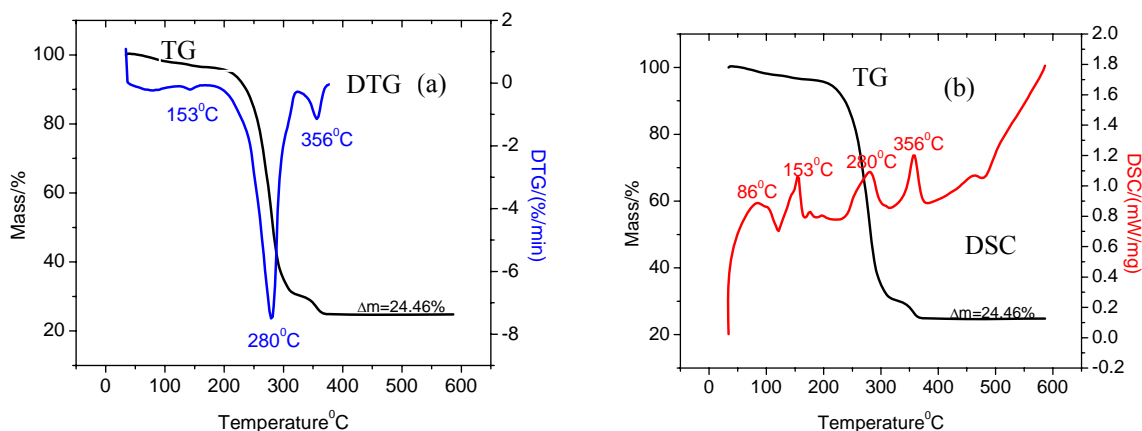 TG
DTG (a)
153⁰C
356⁰C
280⁰C
Δm=24.46%
Mass/%
100
80
60
40
20
2
0
-2
-4
-6
-8
DTG/(%/min)
0 100 200 300 400 500 600
Temperature⁰C
TG
(b)
86⁰C
153⁰C
280⁰C
356⁰C
DSC
Δm=24.46%
Mass/%
100
80
60
40
20
2.0
1.8
1.6
1.4
1.2
1.0
0.8
0.6
0.4
0.2
0.0
-0.2
DSC/(mW/mg)
0 100 200 300 400 500 600
Temperature⁰C